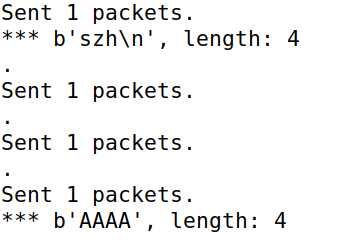 Sent 1 packets.
*** b'szh\n', length: 4
.
Sent 1 packets.
.
Sent 1 packets.
.
Sent 1 packets.
*** b'AAAA', length: 4